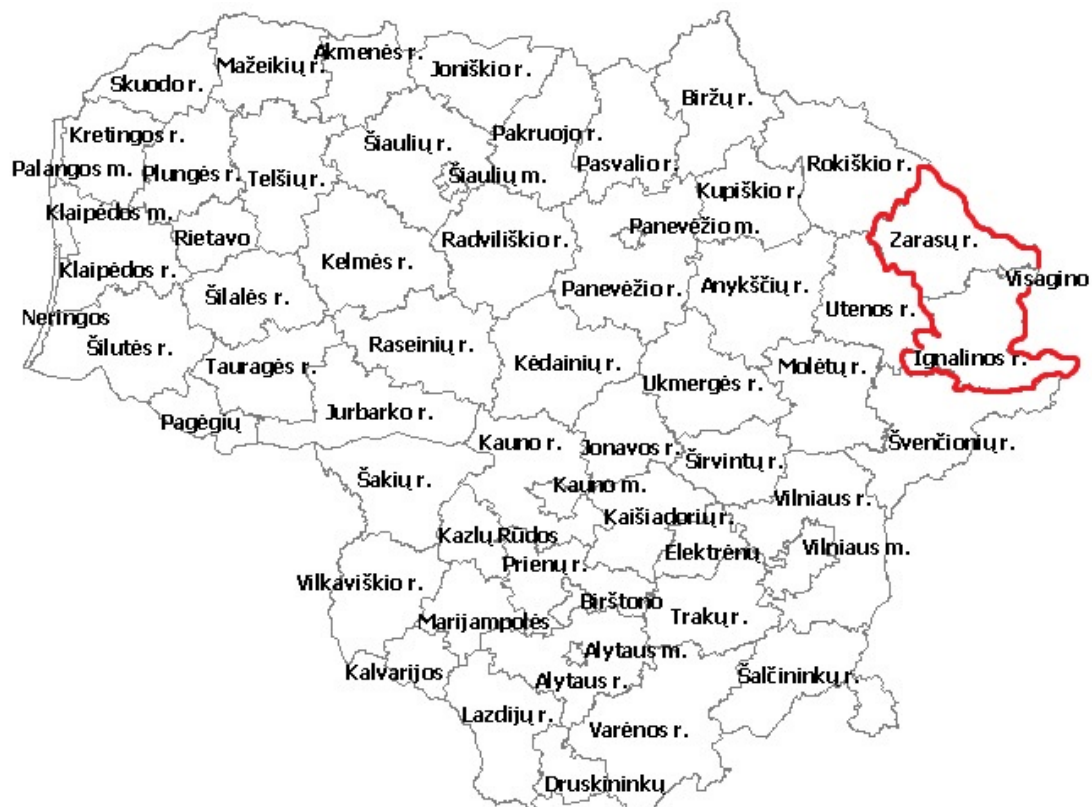 Akmenės r.
Mažeikių r.
Joniškio r.
Skuodo r.
Biržų r.
Kretingos r.
Šiaulių r.
Pakruojo r.
Palangos m.
Plungės r.
Telšių r.
Šiaulių m.
Pasvalio r.
Rokiškio r.
Kupiškio r.
Klaipėdos m.
Rietavo
Radviliškio r.
Panevėžio m.
Zarasų r.
Klaipėdos r.
Kelmės r.
Visagino
Šilalės r.
Panevėžio r.
Anykščių r.
Utenos r.
Neringos
Šilutės r.
Raseinių r.
Tauragės r.
Kėdainių r.
Molėtų r.
Ignalinos r.
Ukmergės r.
Pagėgių
Jurbarko r.
Kauno r.
Jonavos r.
Švenčionių r.
Šakių r.
Širvintų r.
Kauno m.
Vilniaus r.
Kaišiadorių r.
Kazlų Rūdos
Elektrėnų
Vilniaus m.
Prienų r.
Vilkaviškio r.
Birštono
Marijampolės
Trakų r.
Alytaus m.
Kalvarijos
Alytaus r.
Šalčininkų r.
Lazdijų r.
Varėnos r.
Druskininkų